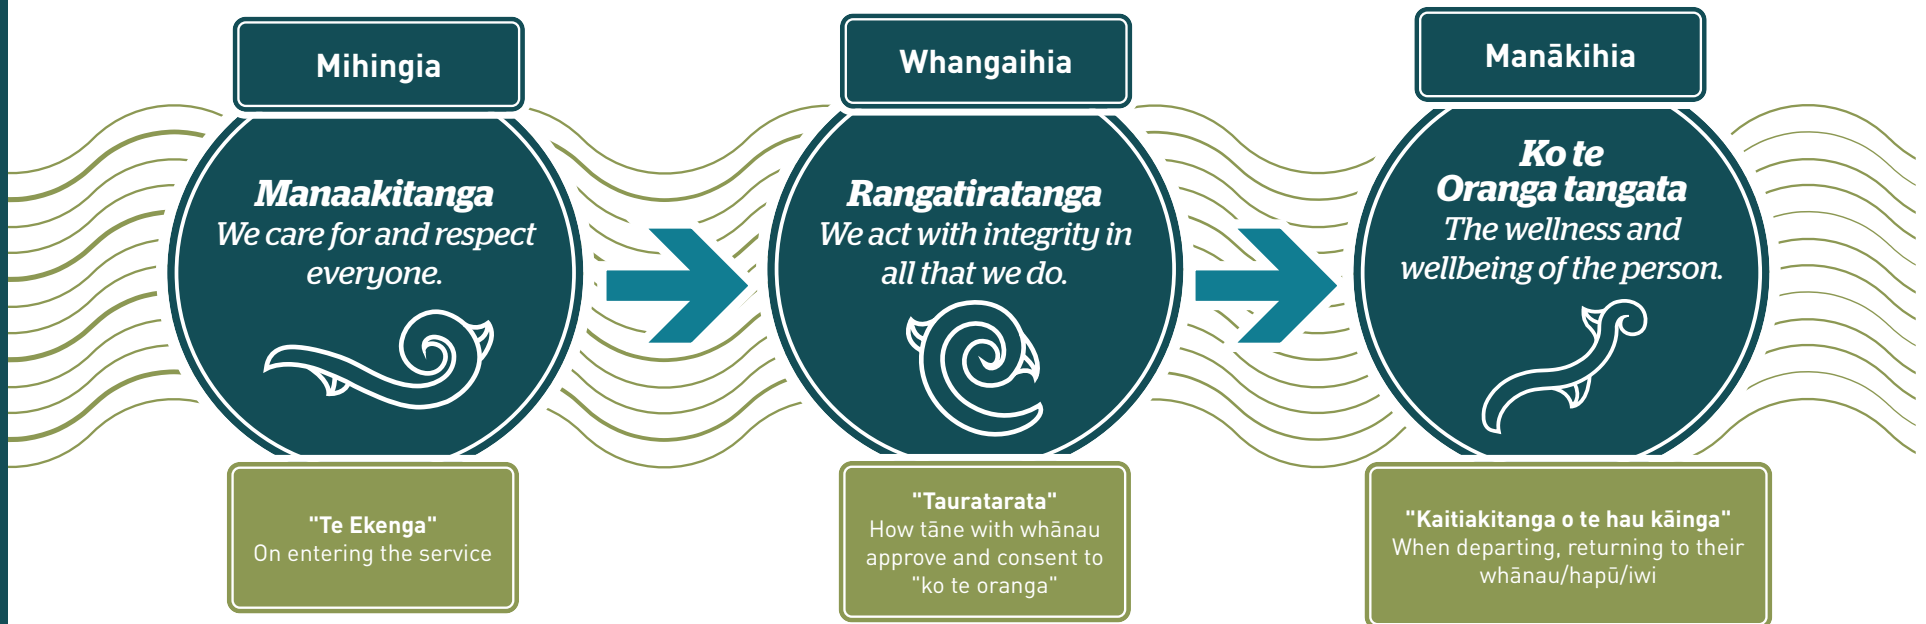 Mihingia
Manaakitanga
We care for and respect
everyone.
"Te Ekenga"
On entering the service
Whangaihia
Rangatiratanga
We act with integrity in
all that we do.
"Tauratarata"
How tāne with whānau
approve and consent to
"ko te oranga"
Manākihia
Ko te
Oranga tangata
The wellness and
wellbeing of the person.
"Kaitiakitanga o te hau kāinga"
When departing, returning to their
whānau/hapū/iwi